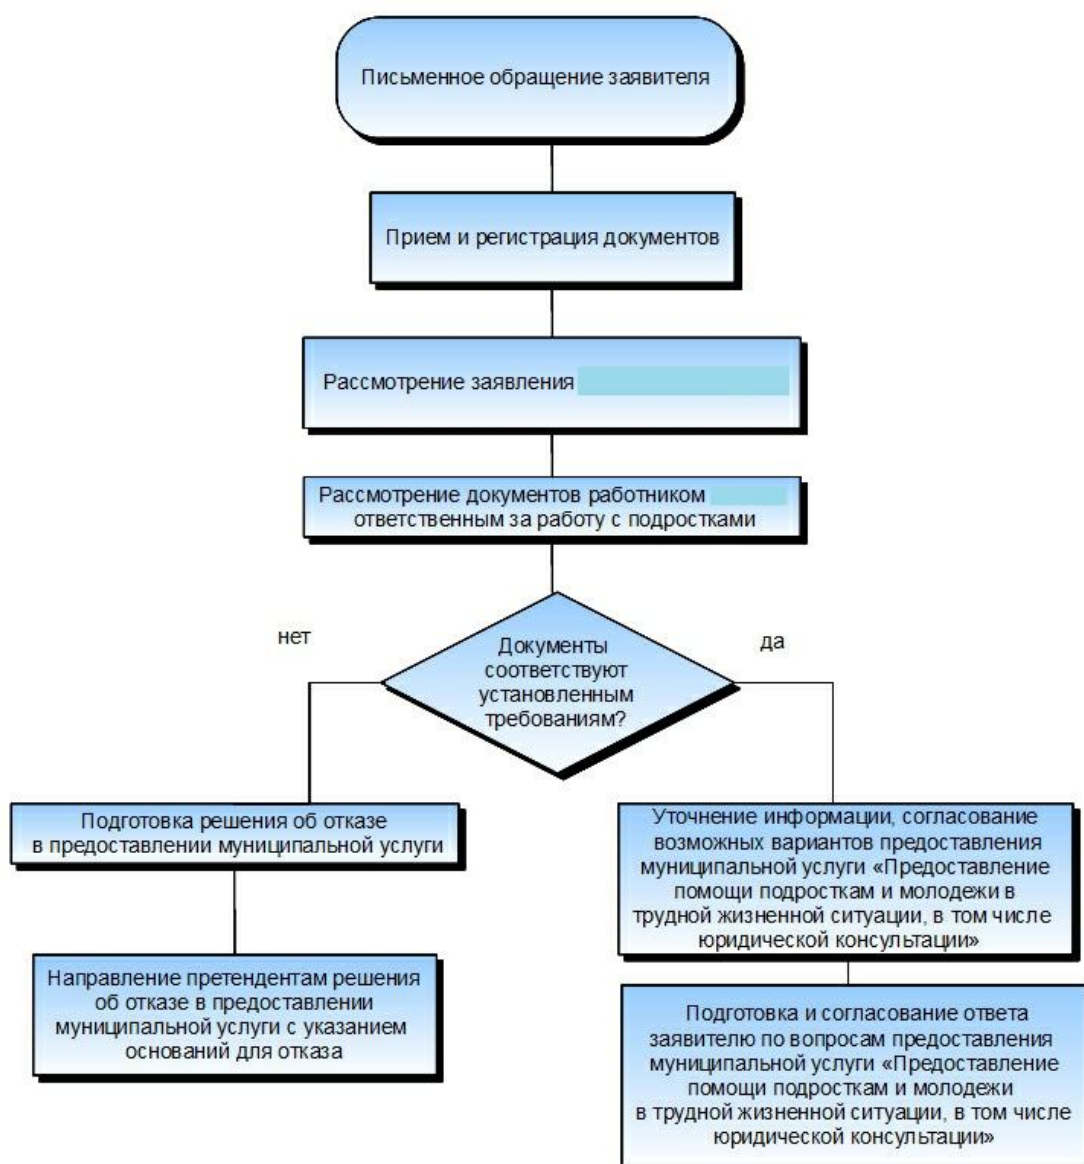 Письменное обращение заявителя
Прием и регистрация документов
Рассмотрение заявления
Рассмотрение документов работником
ответственным за работу с подростками
нет
да
Документы
соответствуют
установленным
требованиям?
Подготовка решения об отказе
в предоставлении муниципальной услуги
Направление претендентам решения
об отказе в предоставлении
муниципальной услуги с указанием
оснований для отказа
Уточнение информации, согласование
возможных вариантов предоставления
муниципальной услуги «Предоставление
помощи подросткам и молодежи в
трудной жизненной ситуации, в том числе
юридической консультации»
Подготовка и согласование ответа
заявителю по вопросам предоставления
муниципальной услуги «Предоставление
помощи подросткам и молодежи
в трудной жизненной ситуации, в том числе
юридической консультации»